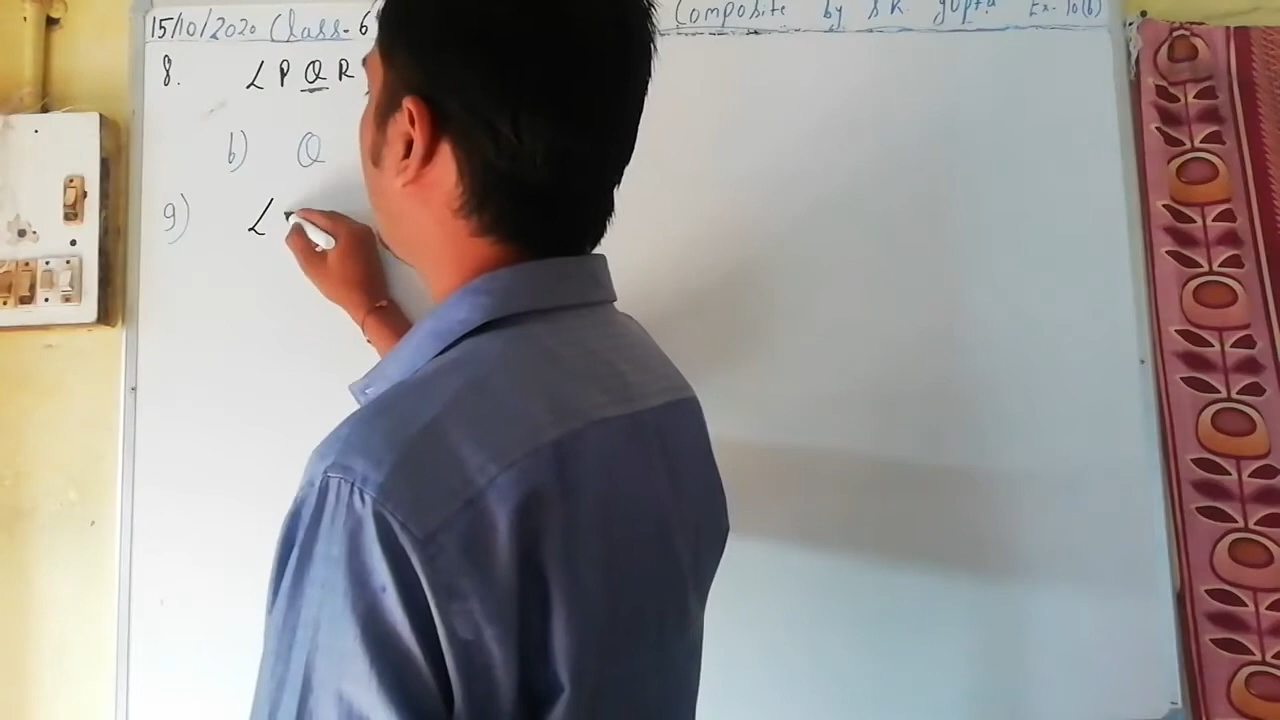 15/10/2020 Class-6 Composite by S.K. Gupta Ex-10(b)
8. ∠PQR
b) Q
9) ∠